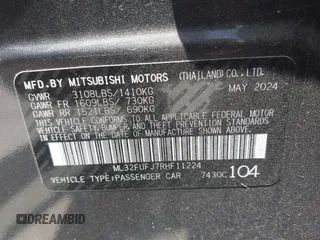 MFD.BY MITSUBISHI MOTORS (THAILAND)CO.,LTD.
GVWR 3108LBS/1410KG MAY 2024
GAWR FR 1609LBS/ 730KG
GAWR RR 1521LBS/ 690KG
THIS VEHICLE CONFORMS TO ALL APPLICABLE FEDERAL
MOTOR VEHICLE SAFETY, BUMPER, AND THEFT PREVENTION STANDARDS
IN EFFECT ON THE DATE OF MANUFACTURE SHOWN ABOVE.
ML32FUFJ7RHF11224
VEHICLE TYPE:PASSENGER CAR 7430C 104
DREAMBID